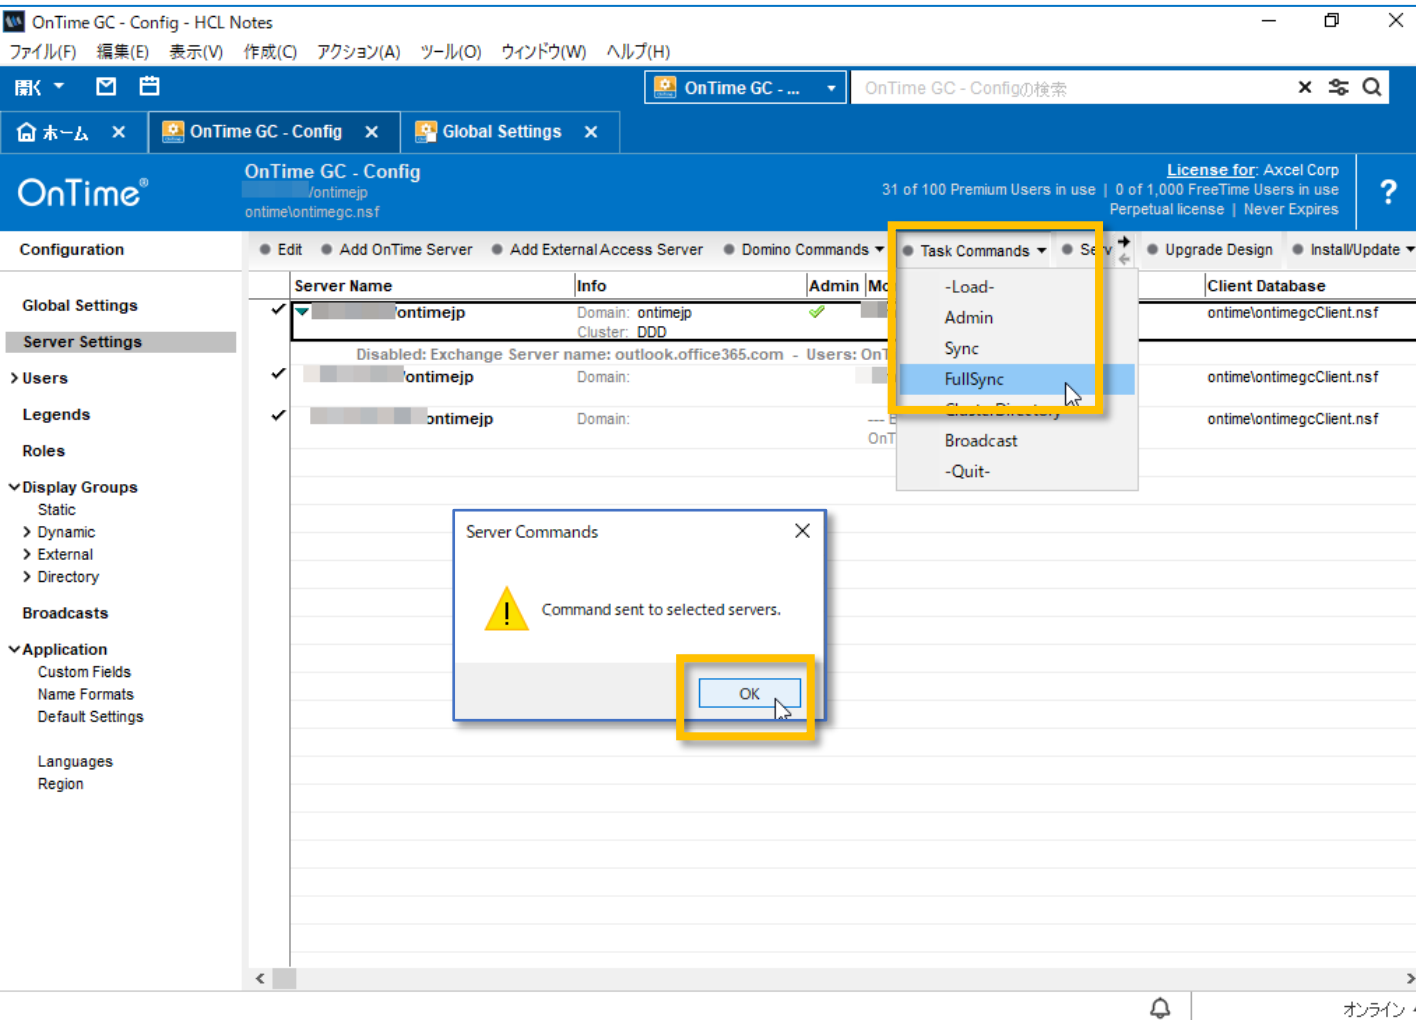 OnTime GC - Config - HCL Notes
ファイル(F) 編集(E) 表示(V) 作成(C) アクション(A) ツール(O) ウィンドウ(W) ヘルプ(H)
開く OnTime GC - ... OnTime GC - Configの検索
ホーム OnTime GC - Config Global Settings
OnTime®
OnTime GC - Config
/ontimejp
ontime\ontimegc.nsf
License for: Axcel Corp
31 of 100 Premium Users in use | 0 of 1,000 FreeTime Users in use
Perpetual license | Never Expires
?
Configuration
Edit Add OnTime Server Add External Access Server Domino Commands Task Commands Upgrade Design Install/Update
Server Name Info Admin Client Database
Global Settings
Server Settings
Users
Legends
Roles
Display Groups
Static
Dynamic
External
Directory
Broadcasts
Application
Custom Fields
Name Formats
Default Settings
Languages
Region
/ontimejp Domain: ontimejp ontime\ontimegcClient.nsf
Cluster: DDD
Disabled: Exchange Server name: outlook.office365.com - Users:
/ontimejp Domain: ontime\ontimegcClient.nsf
ontimejp Domain: ontime\ontimegcClient.nsf
-Load-
Admin
Sync
FullSync
ClusterDirectory
Broadcast
-Quit-
Server Commands
Command sent to selected servers.
OK
オンライン